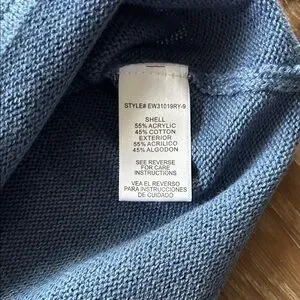 STYLE# EW31019RY-9
SHELL
55% ACRYLIC
45% COTTON
EXTERIOR
55% ACRILICO
45% ALGODON
SEE REVERSE
FOR CARE
INSTRUCTIONS
VEA EL REVERSO
PARA INSTRUCCIONES
DE CUIDADO